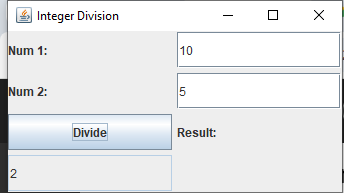 Integer Division
Num 1: 10
Num 2: 5
Divide Result:
2